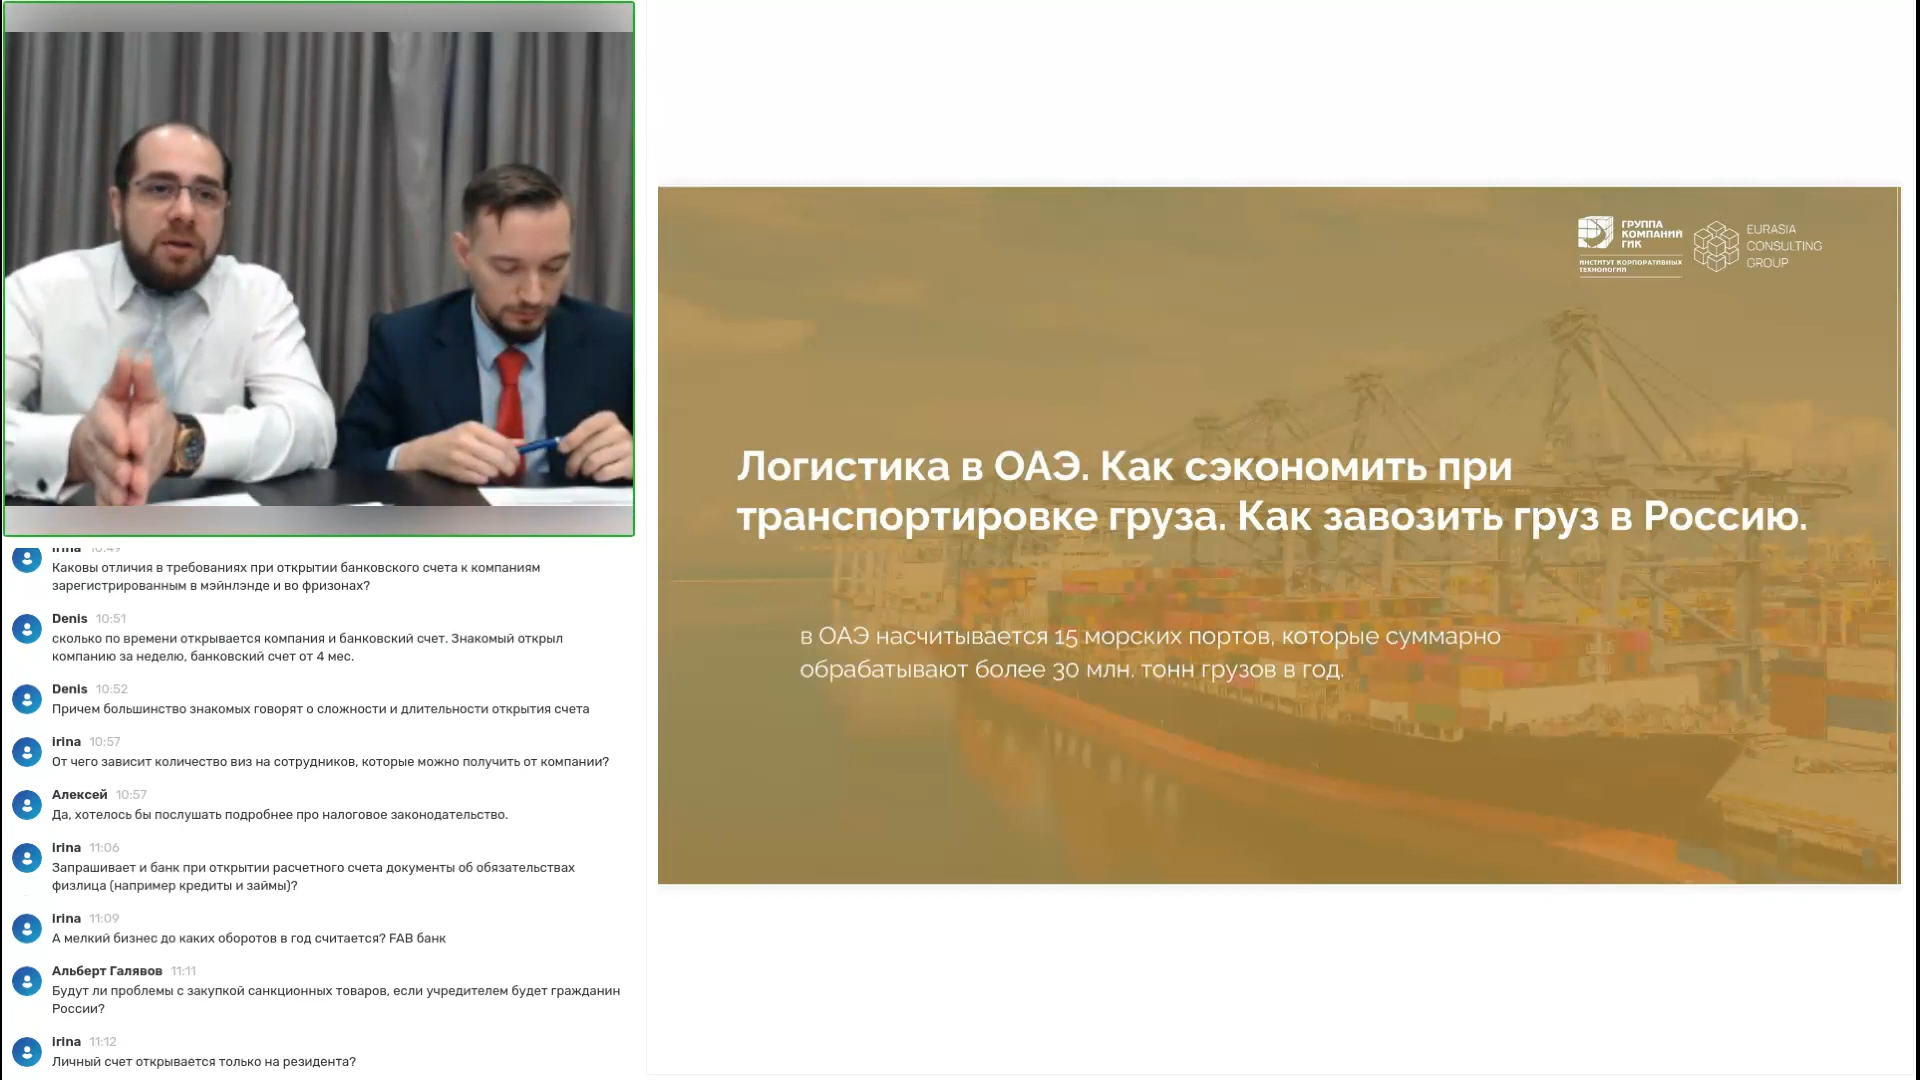 irina 10:49
Каковы отличия в требованиях при открытии банковского счета к компаниям
зарегистрированным в мэйнлэнде и во фризонах?
Denis 10:51
сколько по времени открывается компания и банковский счет. Знакомый открыл
компанию за неделю, банковский счет от 4 мес.
Denis 10:52
Причем большинство знакомых говорят о сложности и длительности открытия счета
irina 10:57
От чего зависит количество виз на сотрудников, которые можно получить от компании?
Алексей 10:57
Да, хотелось бы послушать подробнее про налоговое законодательство.
irina 11:06
Запрашивает и банк при открытии расчетного счета документы об обязательствах
физлица (например кредиты и займы)?
irina 11:09
А мелкий бизнес до каких оборотов в год считается? FAB банк
Альберт Галявов 11:11
Будут ли проблемы с закупкой санкционных товаров, если учредителем будет гражданин
России?
irina 11:12
Личный счет открывается только на резидента?
ГРУППА
КОМПАНИЙ
ГИК
ИНСТИТУТ КОРПОРАТИВНЫХ
ТЕХНОЛОГИЙ
EURASIA
CONSULTING
GROUP
Логистика в ОАЭ. Как сэкономить при
транспортировке груза. Как завозить груз в Россию.
в ОАЭ насчитывается 15 морских портов, которые суммарно
обрабатывают более 30 млн. тонн грузов в год.